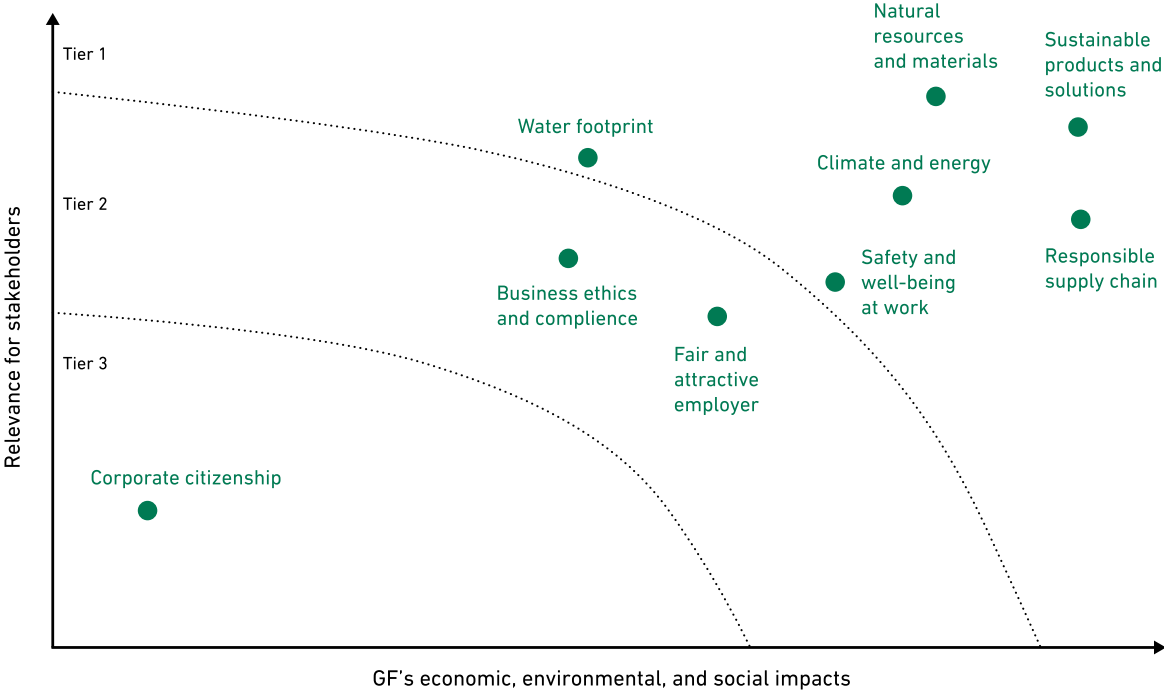 Natural
resources
and materials
Sustainable
products and
solutions
Tier 1
Water footprint
Climate and energy
Tier 2
Relevance for stakeholders
Safety and
well-being
at work
Responsible
supply chain
Business ethics
and complience
Fair and
attractive
employer
Tier 3
Corporate citizenship
GF's economic, environmental, and social impacts